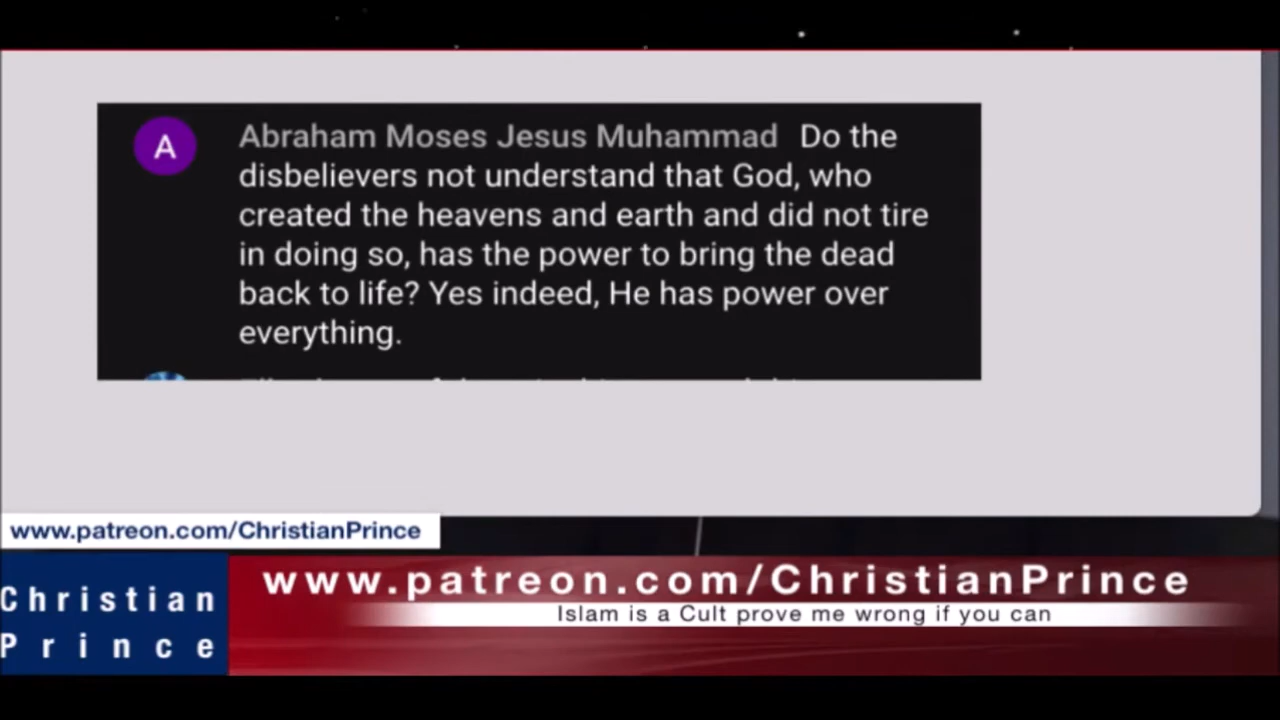 A
Abraham Moses Jesus Muhammad Do the
disbelievers not understand that God, who
created the heavens and earth and did not tire
in doing so, has the power to bring the dead
back to life? Yes indeed, He has power over
everything.
www.patreon.com/ChristianPrince
Christian
Prince
www.patreon.com/ChristianPrince
Islam is a Cult prove me wrong if you can